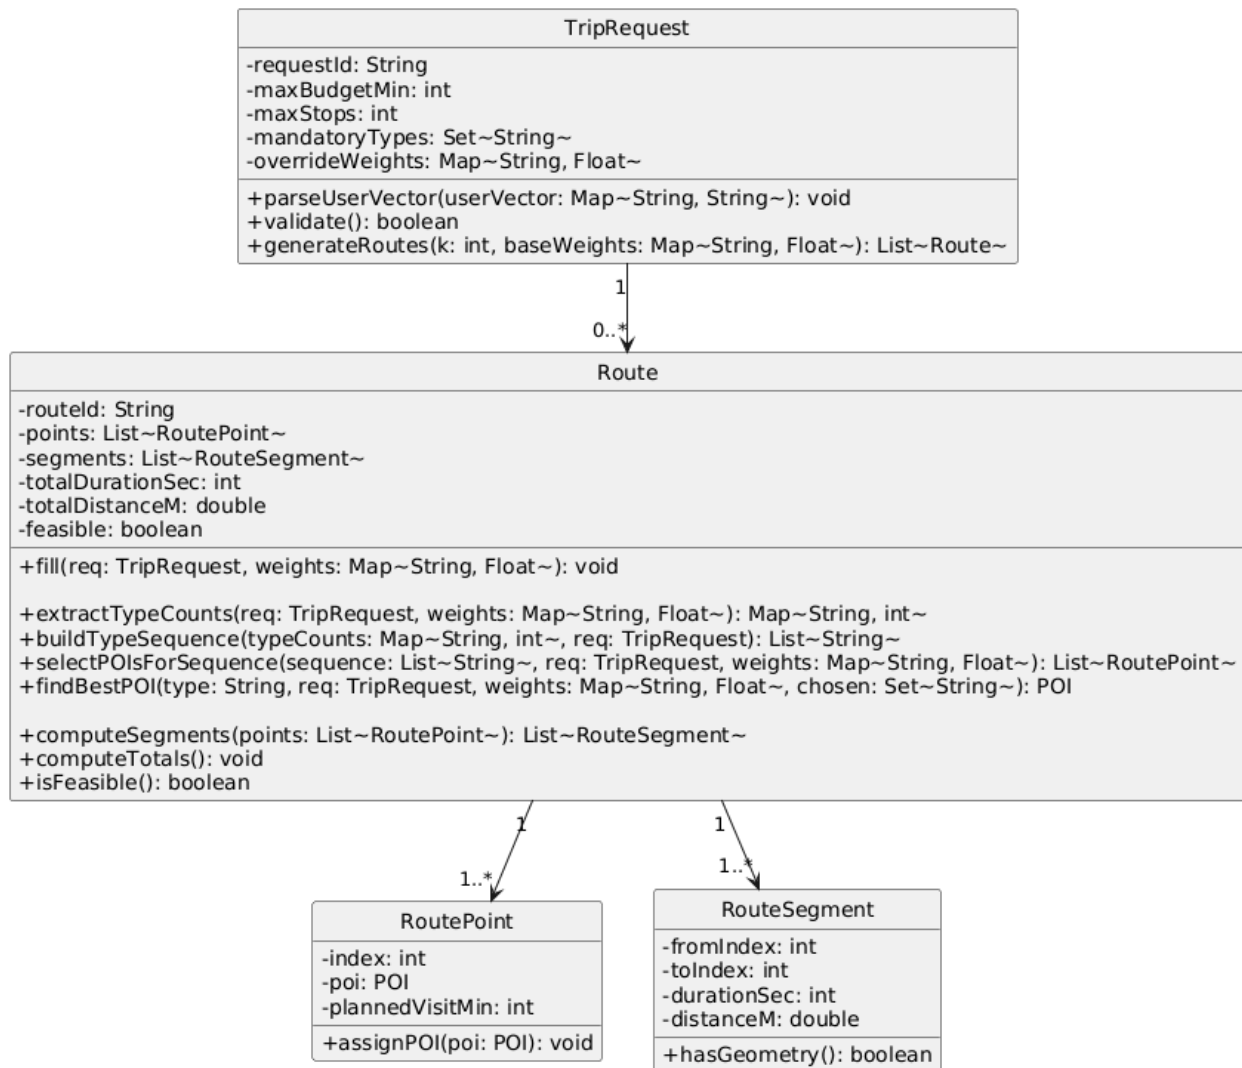 TripRequest
-requestId: String
-maxBudgetMin: int
-maxStops: int
-mandatoryTypes: Set~String~
-overrideWeights: Map~String, Float~
+parseUserVector(userVector: Map~String, String~): void
+validate(): boolean
+generateRoutes(k: int, baseWeights: Map~String, Float~): List~Route~
1
0..*
Route
-routeId: String
-points: List~RoutePoint~
-segments: List~RouteSegment~
-totalDurationSec: int
-totalDistanceM: double
-feasible: boolean
+fill(req: TripRequest, weights: Map~String, Float~): void
+extractTypeCounts(req: TripRequest, weights: Map~String, Float~): Map~String, int~
+buildTypeSequence(typeCounts: Map~String, int~, req: TripRequest): List~String~
+selectPOIsForSequence(sequence: List~String~, req: TripRequest, weights: Map~String, Float~): List~RoutePoint~
+findBestPOI(type: String, req: TripRequest, weights: Map~String, Float~, chosen: Set~String~): POI
+computeSegments(points: List~RoutePoint~): List~RouteSegment~
+computeTotals(): void
+isFeasible(): boolean
1
1..*
1
1..*
RoutePoint
-index: int
-poi: POI
-plannedVisitMin: int
+assignPOI(poi: POI): void
RouteSegment
-fromIndex: int
-toIndex: int
-durationSec: int
-distanceM: double
+hasGeometry(): boolean